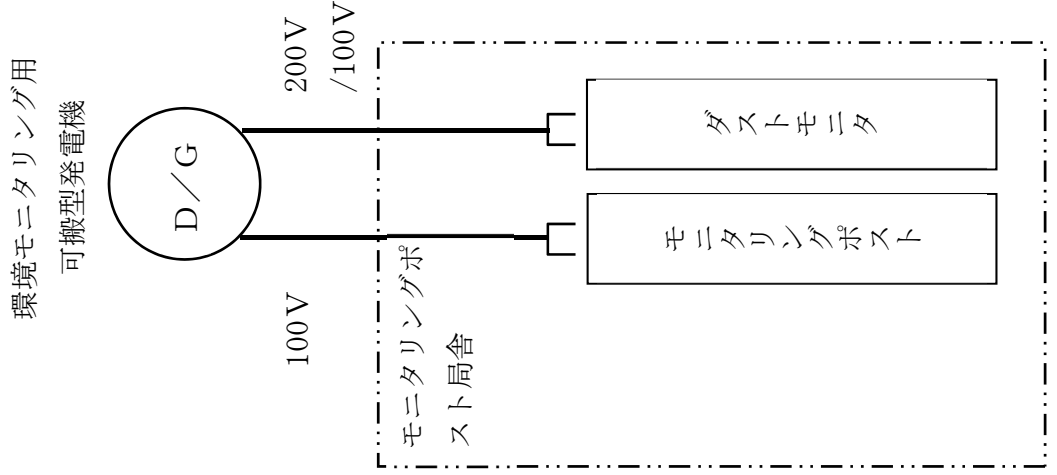 環境モニタリング用
可搬型発電機
D/G
100V
200V
/100V
モニタリングポ
スト局舎
モニタリングポスト
ダストモニタ